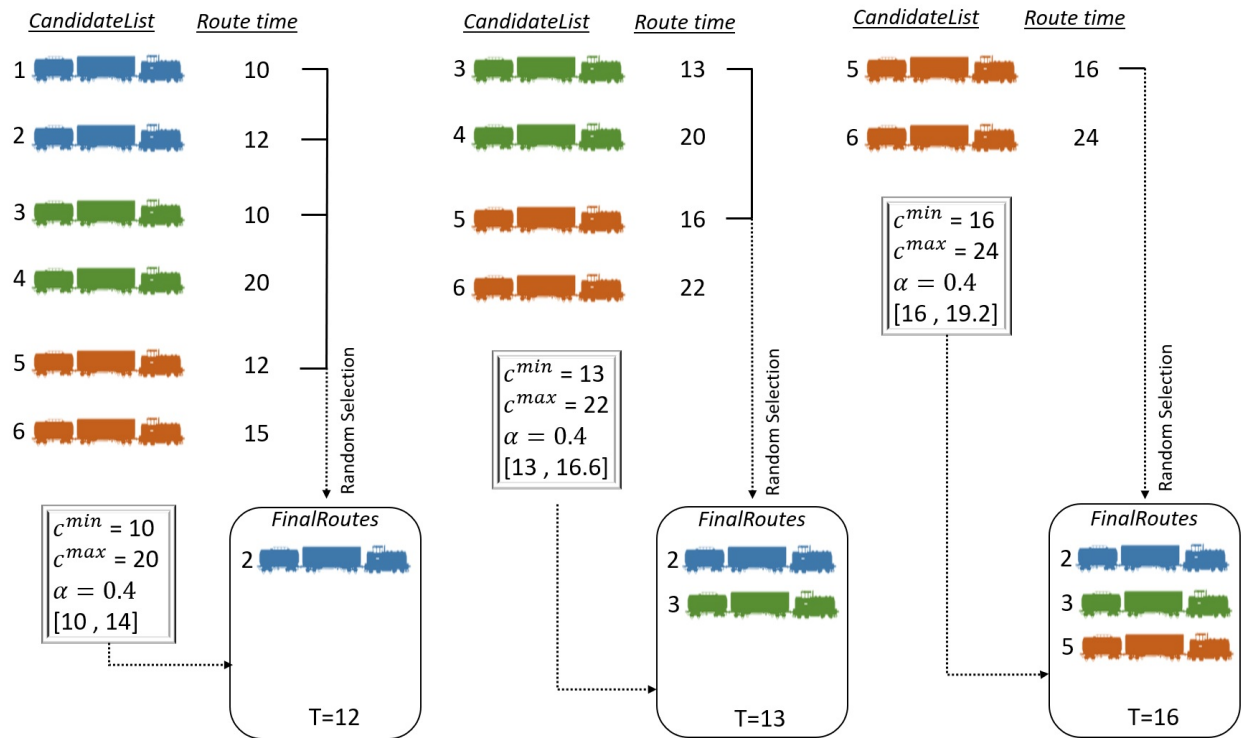 CandidateList Route time
1 10
2 12
3 10
4 20
5 12
6 15
Random Selection
c^min = 10
c^max = 20
α = 0.4
[10 , 14]
FinalRoutes
2
T=12
CandidateList Route time
3 13
4 20
5 16
6 22
Random Selection
c^min = 13
c^max = 22
α = 0.4
[13 , 16.6]
FinalRoutes
2
3
T=13
CandidateList Route time
5 16
6 24
Random Selection
c^min = 16
c^max = 24
α = 0.4
[16 , 19.2]
FinalRoutes
2
3
5
T=16